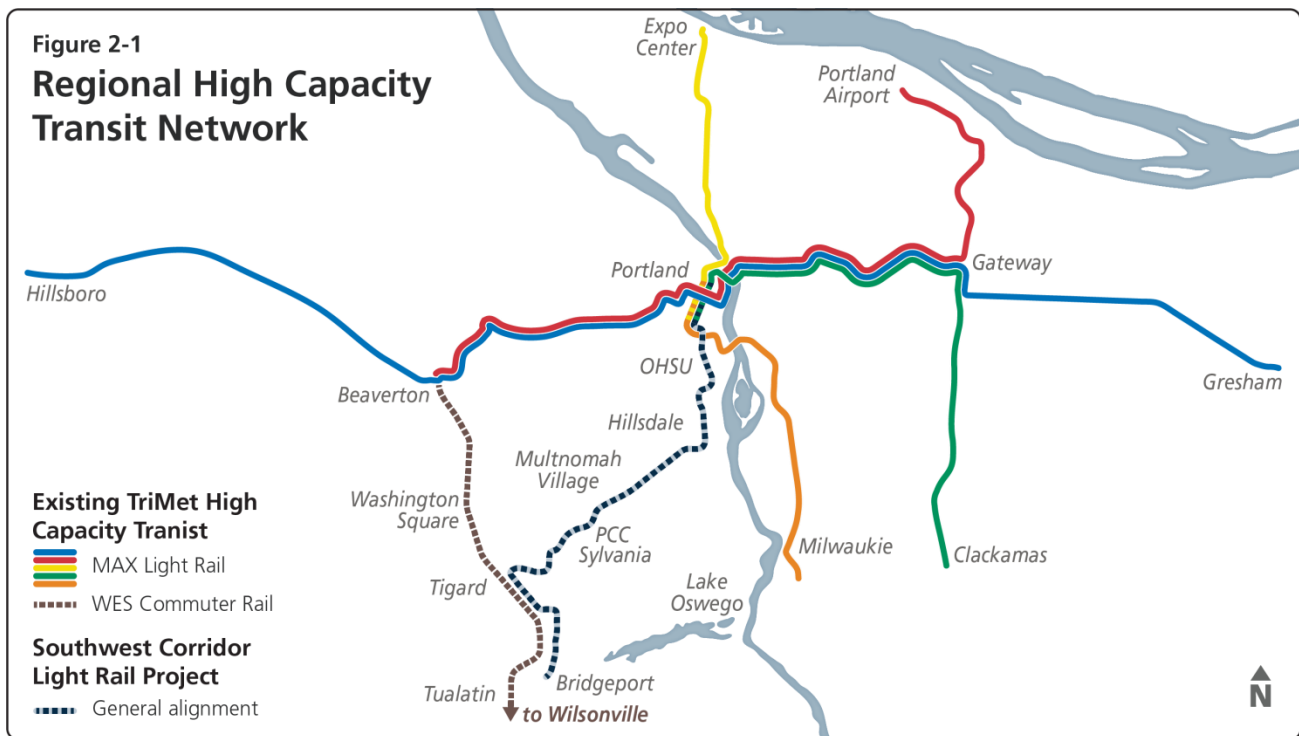 Figure 2-1
Regional High Capacity
Transit Network
Expo
Center
Portland
Airport
Portland
Gateway
Hillsboro
OHSU
Beaverton
Gresham
Hillsdale
Multnomah
Village
Washington
Square
PCC
Sylvania
Milwaukie
Clackamas
Tigard
Lake
Oswego
Bridgeport
Tualatin
to Wilsonville
Existing TriMet High
Capacity Tranist
MAX Light Rail
WES Commuter Rail
Southwest Corridor
Light Rail Project
General alignment
N